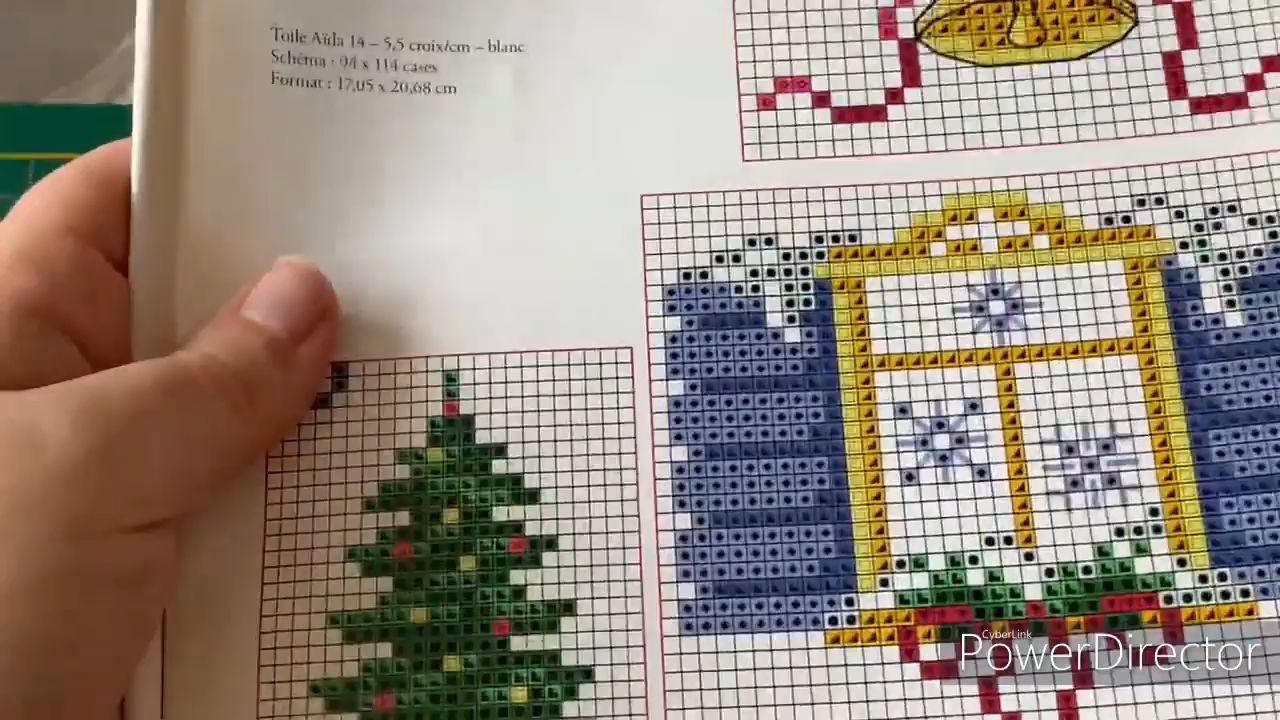 Toile Aïda 14 – 5,5 croix/cm – blanc
Schéma : 94 x 114 cases
Format : 17,05 x 20,68 cm
CyberLink
PowerDirector